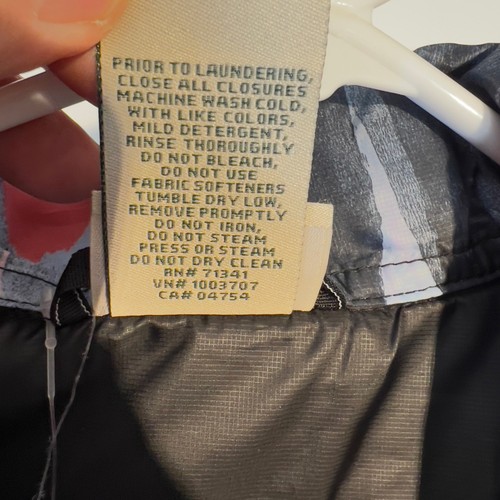 PRIOR TO LAUNDERING,
CLOSE ALL CLOSURES
MACHINE WASH COLD,
WITH LIKE COLORS,
MILD DETERGENT,
RINSE THOROUGHLY
DO NOT BLEACH,
DO NOT USE
FABRIC SOFTENERS
TUMBLE DRY LOW,
REMOVE PROMPTLY
DO NOT IRON,
DO NOT STEAM
PRESS OR STEAM
DO NOT DRY CLEAN
RN# 71341
VN# 1003707
CA# 04754